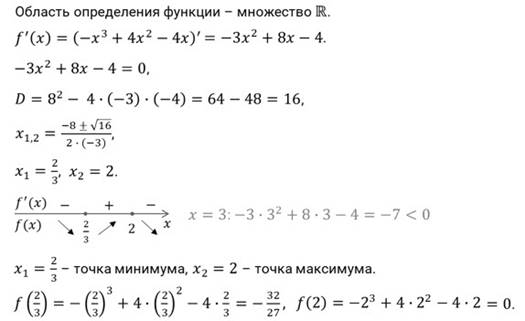 Область определения функции – множество ℝ.
f′(x) = (−x³ + 4x² − 4x)′ = −3x² + 8x − 4.
−3x² + 8x − 4 = 0,
D = 8² − 4 · (−3) · (−4) = 64 − 48 = 16,
x₁,₂ = (−8 ± √16)/(2 · (−3)),
x₁ = 2/3, x₂ = 2.
f′(x) − + −
f(x) 2/3 2 x x = 3: −3 · 3² + 8 · 3 − 4 = −7 < 0
x₁ = 2/3 – точка минимума, x₂ = 2 – точка максимума.
f(2/3) = −(2/3)³ + 4 · (2/3)² − 4 · 2/3 = −32/27, f(2) = −2³ + 4 · 2² − 4 · 2 = 0.